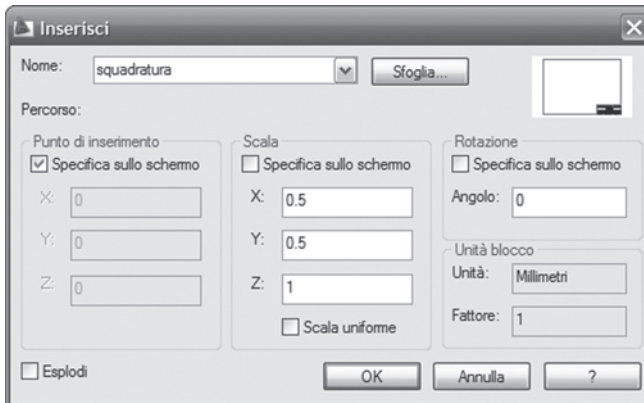 Inserisci
Nome: squadratura Sfoglia...
Percorso:
Punto di inserimento Scala Rotazione
Specifica sullo schermo Specifica sullo schermo Specifica sullo schermo
X: 0 X: 0.5 Angolo: 0
Y: 0 Y: 0.5 Unità blocco
Z: 0 Z: 1 Unità: Millimetri
Scala uniforme Fattore: 1
Esplodi OK Annulla ?